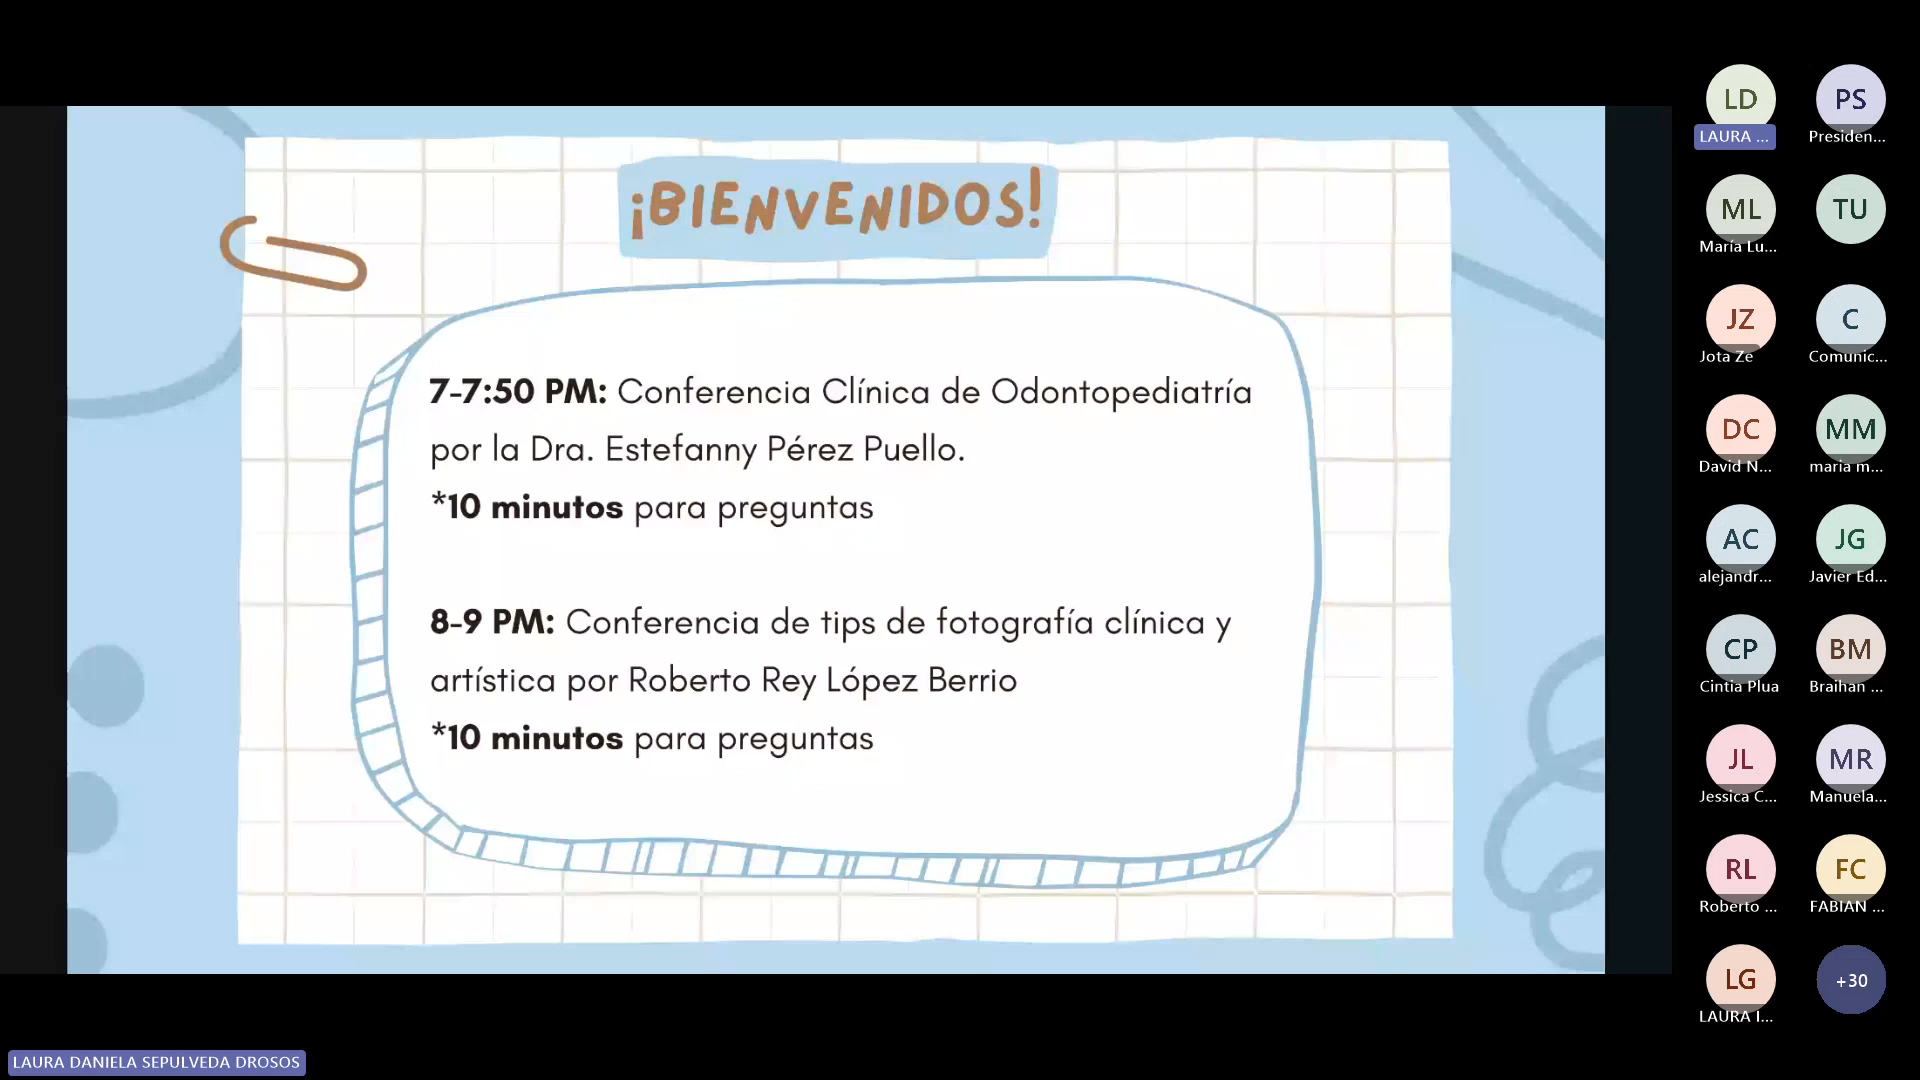 ¡BIENVENIDOS!
7-7:50 PM: Conferencia Clínica de Odontopediatría
por la Dra. Estefanny Pérez Puello.
*10 minutos para preguntas
8-9 PM: Conferencia de tips de fotografía clínica y
artística por Roberto Rey López Berrio
*10 minutos para preguntas
LD PS
LAURA ... Presiden...
ML TU
María Lu...
JZ C
Jota Ze Comunic...
DC MM
David N... maria m...
AC JG
alejandr... Javier Ed...
CP BM
Cintia Plua Braihan ...
JL MR
Jessica C... Manuela...
RL FC
Roberto ... FABIAN ...
LG +30
LAURA I...
LAURA DANIELA SEPULVEDA DROSOS